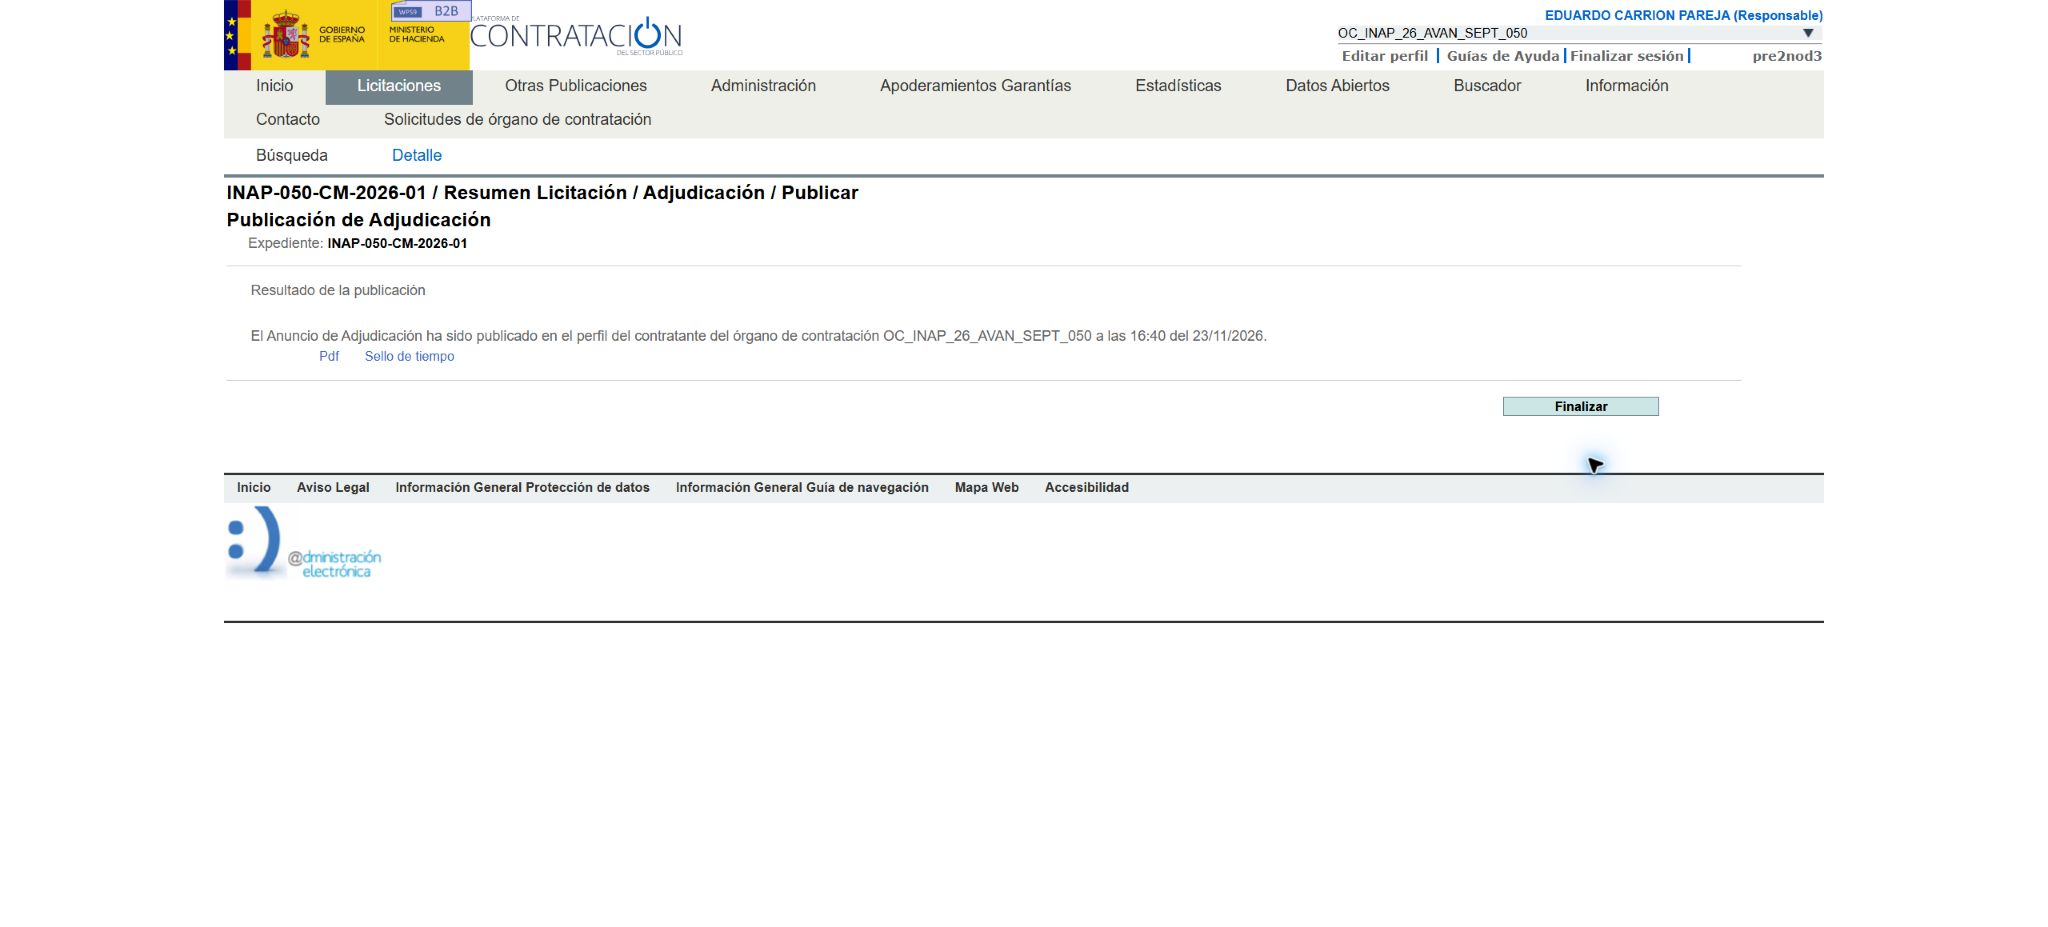 GOBIERNO
DE ESPAÑA
MINISTERIO
DE HACIENDA
WPS9 B2B
PLATAFORMA DE
CONTRATACIÓN
DEL SECTOR PÚBLICO
EDUARDO CARRION PAREJA (Responsable)
OC_INAP_26_AVAN_SEPT_050
Editar perfil Guías de Ayuda Finalizar sesión pre2nod3
Inicio Licitaciones Otras Publicaciones Administración Apoderamientos Garantías Estadísticas Datos Abiertos Buscador Información
Contacto Solicitudes de órgano de contratación
Búsqueda Detalle
INAP-050-CM-2026-01 / Resumen Licitación / Adjudicación / Publicar
Publicación de Adjudicación
Expediente: INAP-050-CM-2026-01
Resultado de la publicación
El Anuncio de Adjudicación ha sido publicado en el perfil del contratante del órgano de contratación OC_INAP_26_AVAN_SEPT_050 a las 16:40 del 23/11/2026.
Pdf Sello de tiempo
Finalizar
Inicio Aviso Legal Información General Protección de datos Información General Guía de navegación Mapa Web Accesibilidad
@dministración
electrónica